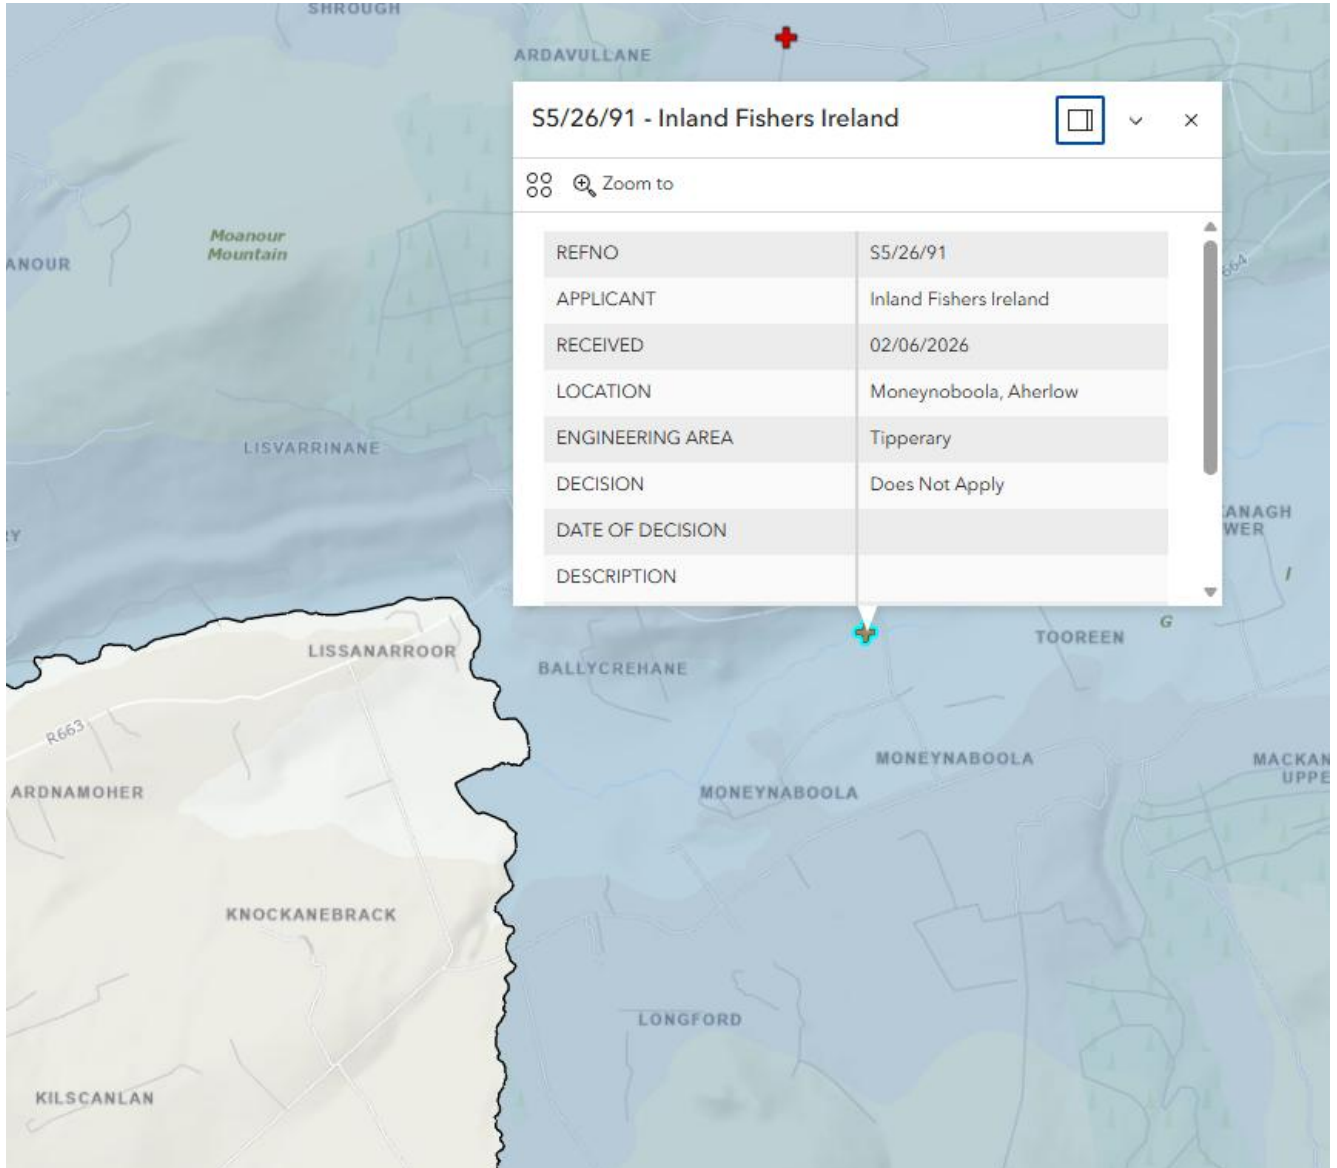 SHROUGH
ARDAVULLANE
S5/26/91 - Inland Fishers Ireland
Zoom to
REFNO S5/26/91
APPLICANT Inland Fishers Ireland
RECEIVED 02/06/2026
LOCATION Moneynoboola, Aherlow
ENGINEERING AREA Tipperary
DECISION Does Not Apply
DATE OF DECISION
DESCRIPTION
Moanour
Mountain
ANOUR
664
LISVARRINANE
RY
ANAGH
WER
I
G
TOOREEN
LISSANARROOR
BALLYCREHANE
R663
MONEYNABOOLA
MACKAN
UPPE
ARDNAMOHER
MONEYNABOOLA
KNOCKANEBRACK
LONGFORD
KILSCANLAN